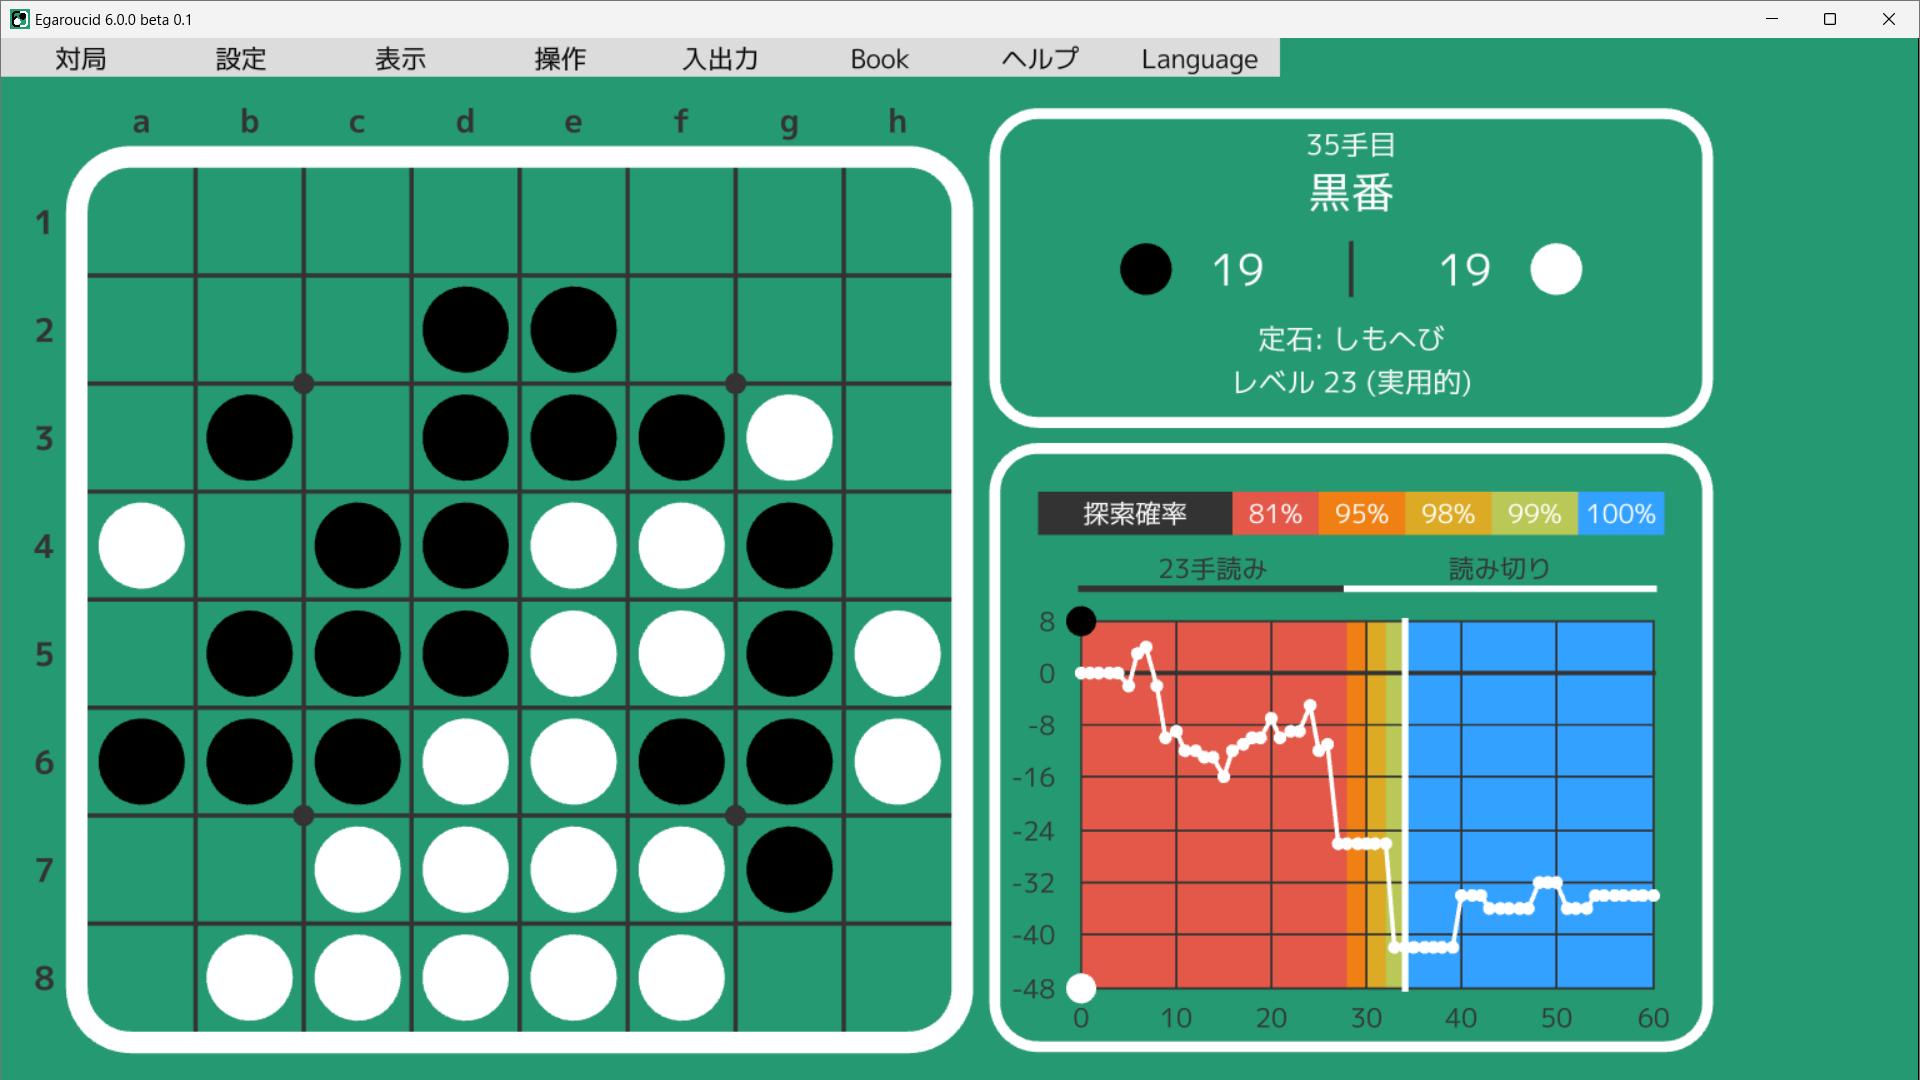 Egaroucid 6.0.0 beta 0.1
対局 設定 表示 操作 入出力 Book ヘルプ Language
a b c d e f g h
1
2
3
4
5
6
7
8
35手目
黒番
19 19
定石: しもへび
レベル 23 (実用的)
探索確率 81% 95% 98% 99% 100%
23手読み 読み切り
8
0
-8
-16
-24
-32
-40
-48
0 10 20 30 40 50 60